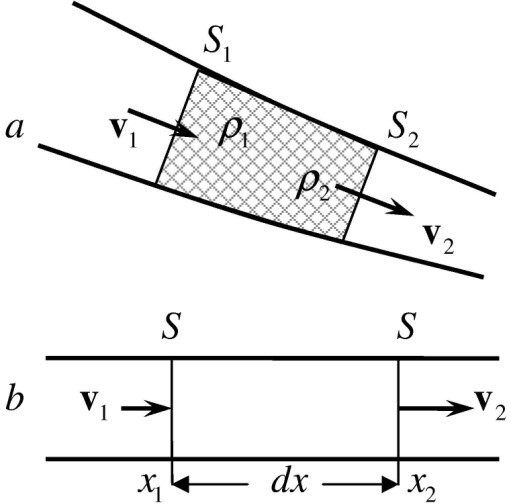 S₁
a
v₁
ρ₁
S₂
ρ₂
v₂
S S
b
v₁ v₂
x₁ dx x₂